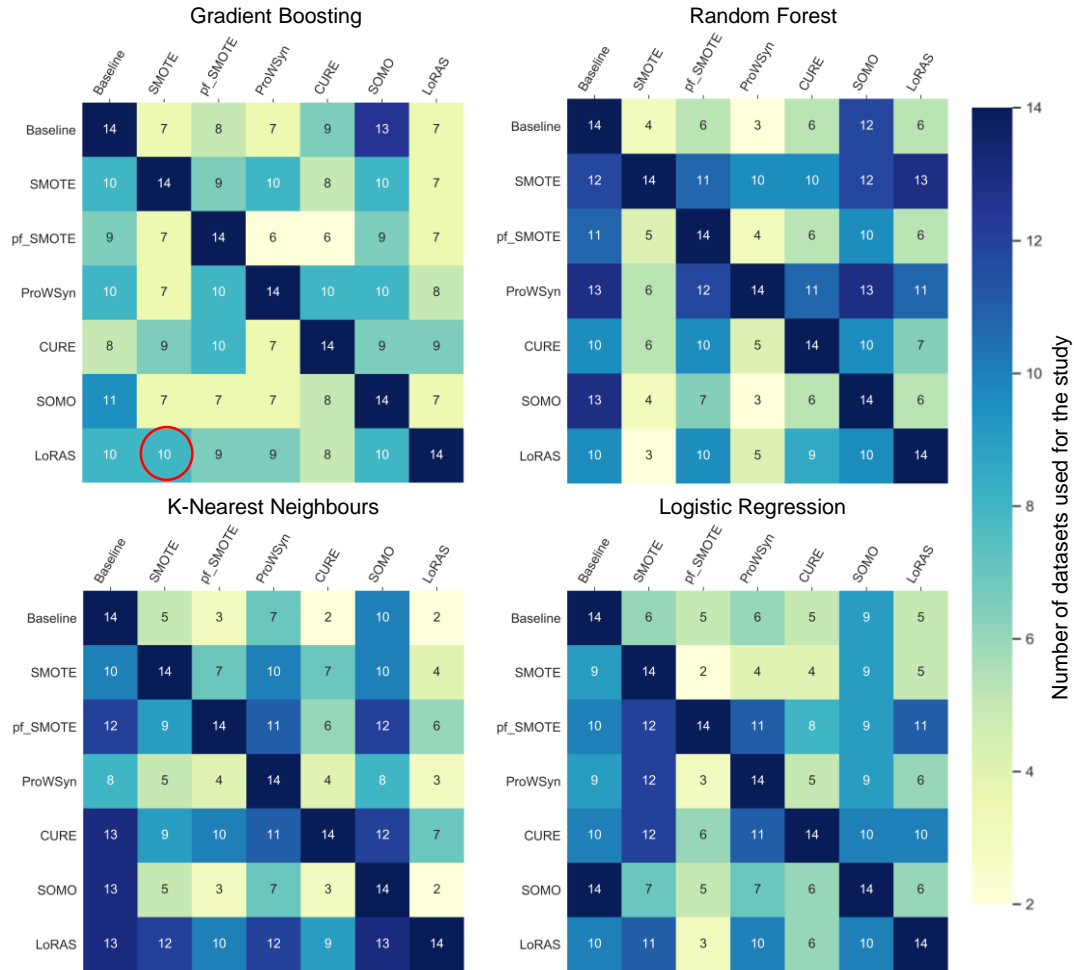 Gradient Boosting
Baseline SMOTE pf_SMOTE ProWSyn CURE SOMO LoRAS
Baseline 14 7 8 7 9 13 7
SMOTE 10 14 9 10 8 10 7
pf_SMOTE 9 7 14 6 6 9 7
ProWSyn 10 7 10 14 10 10 8
CURE 8 9 10 7 14 9 9
SOMO 11 7 7 7 8 14 7
LoRAS 10 10 9 9 8 10 14
Random Forest
Baseline SMOTE pf_SMOTE ProWSyn CURE SOMO LoRAS
Baseline 14 4 6 3 6 12 6
SMOTE 12 14 11 10 10 12 13
pf_SMOTE 11 5 14 4 6 10 6
ProWSyn 13 6 12 14 11 13 11
CURE 10 6 10 5 14 10 7
SOMO 13 4 7 3 6 14 6
LoRAS 10 3 10 5 9 10 14
K-Nearest Neighbours
Baseline SMOTE pf_SMOTE ProWSyn CURE SOMO LoRAS
Baseline 14 5 3 7 2 10 2
SMOTE 10 14 7 10 7 10 4
pf_SMOTE 12 9 14 11 6 12 6
ProWSyn 8 5 4 14 4 8 3
CURE 13 9 10 11 14 12 7
SOMO 13 5 3 7 3 14 2
LoRAS 13 12 10 12 9 13 14
Logistic Regression
Baseline SMOTE pf_SMOTE ProWSyn CURE SOMO LoRAS
Baseline 14 6 5 6 5 9 5
SMOTE 9 14 2 4 4 9 5
pf_SMOTE 10 12 14 11 8 9 11
ProWSyn 9 12 3 14 5 9 6
CURE 10 12 6 11 14 10 10
SOMO 14 7 5 7 6 14 6
LoRAS 10 11 3 10 6 10 14
14
12
10
8
6
4
2
Number of datasets used for the study